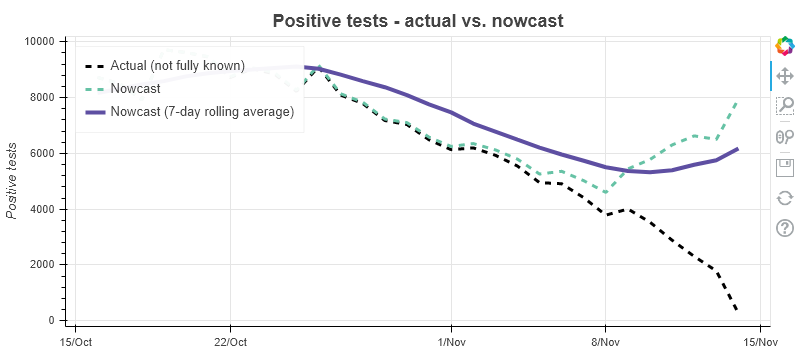 Positive tests - actual vs. nowcast
Positive tests
10000
8000
6000
4000
2000
0
Actual (not fully known)
Nowcast
Nowcast (7-day rolling average)
15/Oct 22/Oct 1/Nov 8/Nov 15/Nov